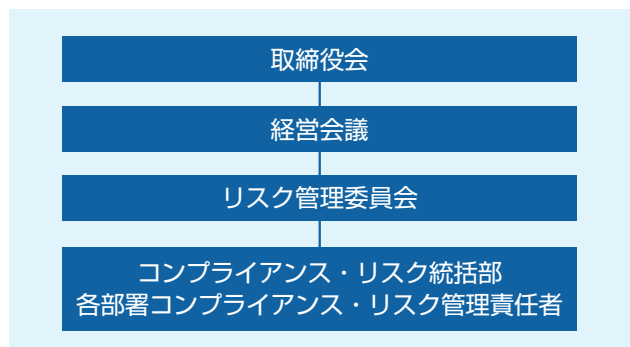 取締役会
経営会議
リスク管理委員会
コンプライアンス・リスク統括部
各部署コンプライアンス・リスク管理責任者